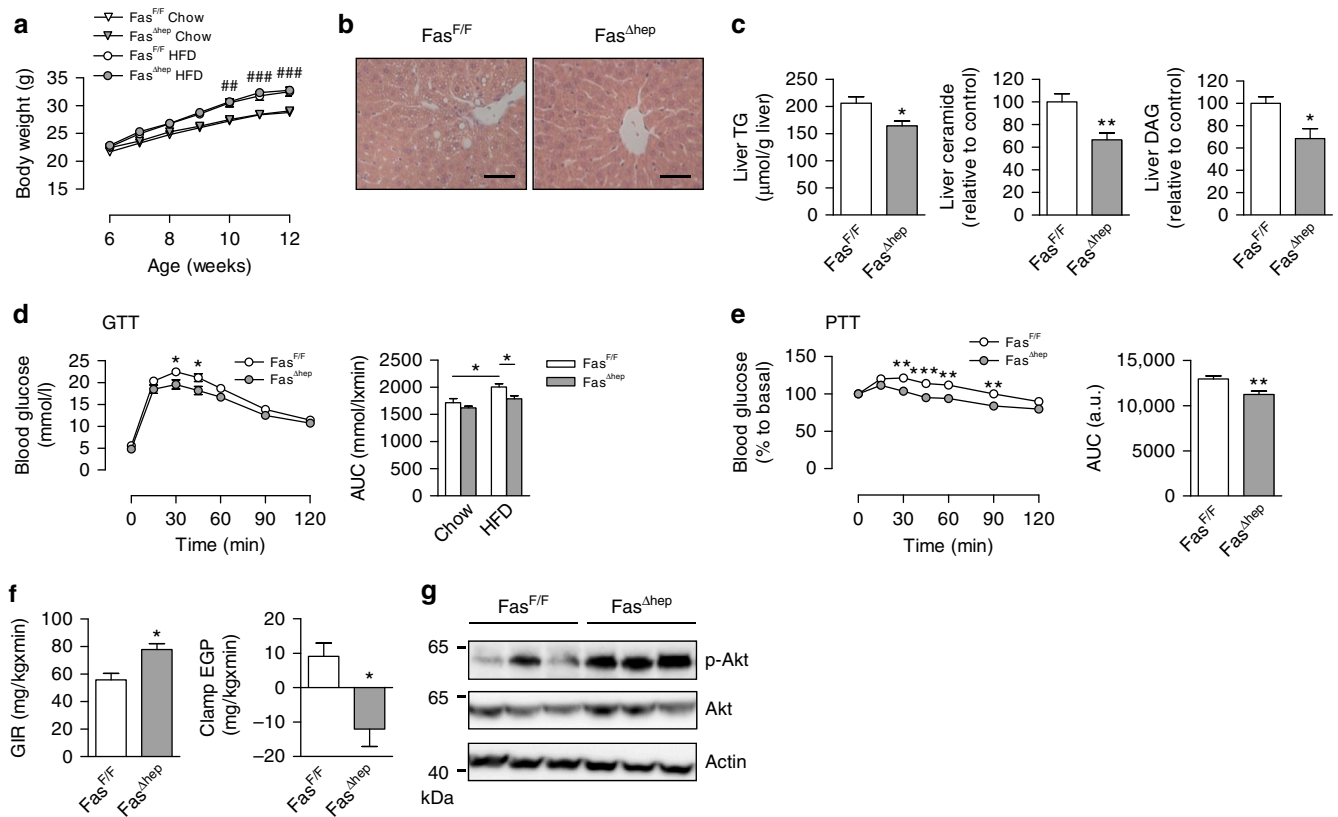 a
Fas^F/F Chow
Fas^Δhep Chow
Fas^F/F HFD
Fas^Δhep HFD
## ### ###
Body weight (g)
35
30
25
20
15
6 8 10 12
Age (weeks)
b
Fas^F/F Fas^Δhep
c
Liver TG
(µmol/g liver)
250
200
150
100
50
0
*
Fas^F/F Fas^Δhep
Liver ceramide
(relative to control)
120
100
80
60
40
20
0
**
Fas^F/F Fas^Δhep
Liver DAG
(relative to control)
120
100
80
60
40
20
0
*
Fas^F/F Fas^Δhep
d
GTT
Blood glucose
(mmol/l)
25
20
15
10
5
0
* *
Fas^F/F
Fas^Δhep
0 30 60 90 120
Time (min)
AUC (mmol/lxmin)
2500
2000
1500
1000
500
0
* *
Fas^F/F
Fas^Δhep
Chow HFD
e
PTT
Blood glucose
(% to basal)
150
100
50
0
** *** ** **
Fas^F/F
Fas^Δhep
0 30 60 90 120
Time (min)
AUC (a.u.)
15,000
10,000
5000
0
**
Fas^F/F Fas^Δhep
f
GIR (mg/kgxmin)
100
80
60
40
20
0
*
Fas^F/F Fas^Δhep
Clamp EGP
(mg/kgxmin)
20
10
0
−10
−20
*
Fas^F/F Fas^Δhep
g
Fas^F/F Fas^Δhep
65
p-Akt
65
Akt
Actin
40
kDa